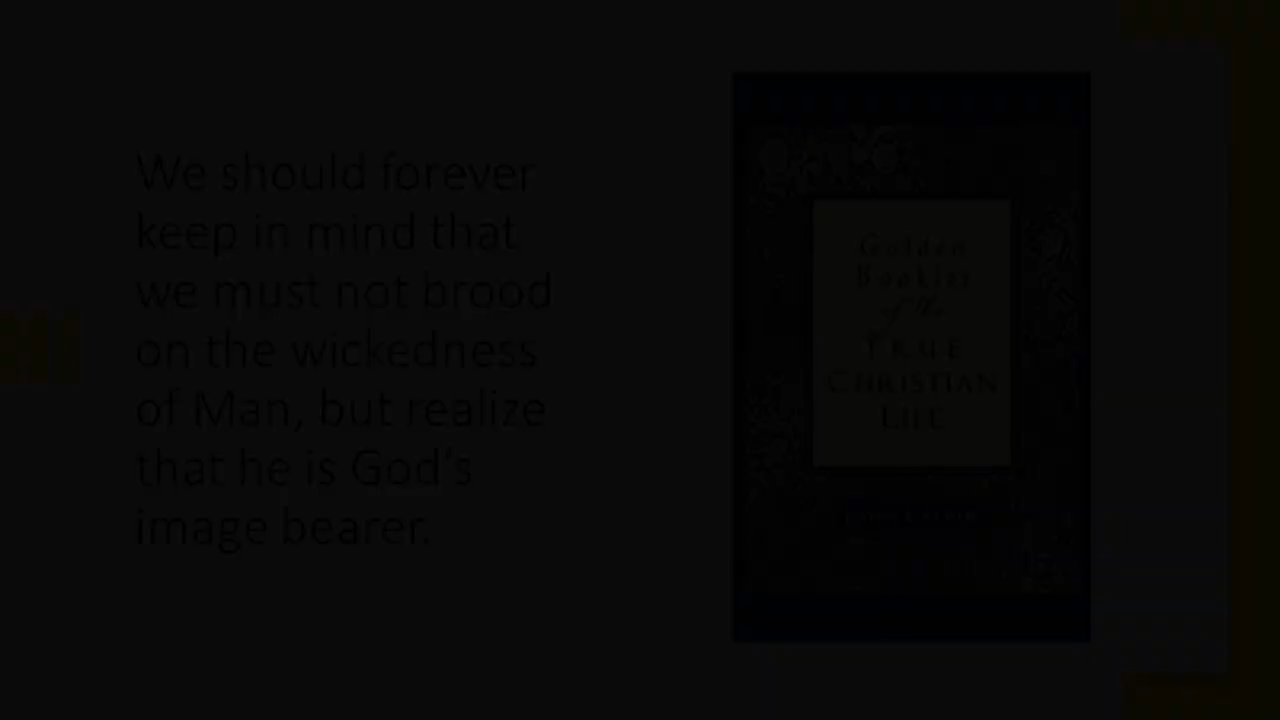 We should forever
keep in mind that
we must not brood
on the wickedness
of Man, but realize
that he is God's
image bearer.
Golden
Booklet
of the
TRUE
CHRISTIAN
LIFE